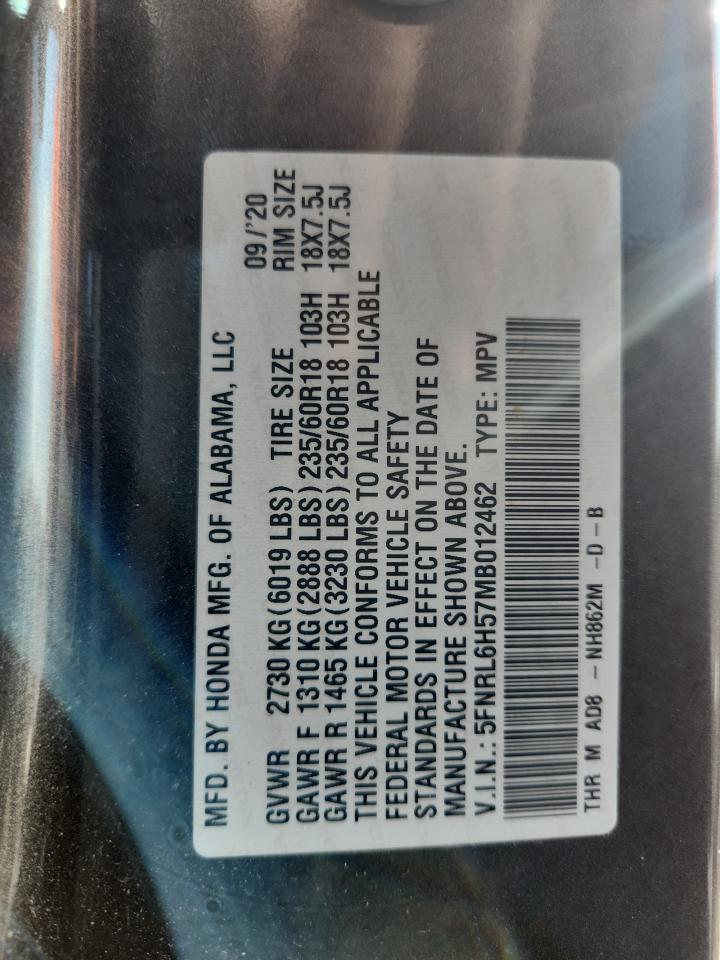 MFD. BY HONDA MFG. OF ALABAMA, LLC
09/'20
GVWR 2730 KG(6019 LBS) TIRE SIZE RIM SIZE
GAWR F 1310 KG(2888 LBS)235/60R18 103H 18X7.5J
GAWR R 1465 KG(3230 LBS)235/60R18 103H 18X7.5J
THIS VEHICLE CONFORMS TO ALL APPLICABLE
FEDERAL MOTOR VEHICLE SAFETY
STANDARDS IN EFFECT ON THE DATE OF
MANUFACTURE SHOWN ABOVE.
V.I.N.: 5FNRL6H57MB012462 TYPE: MPV
THR M AD8 - NH862M -D-B